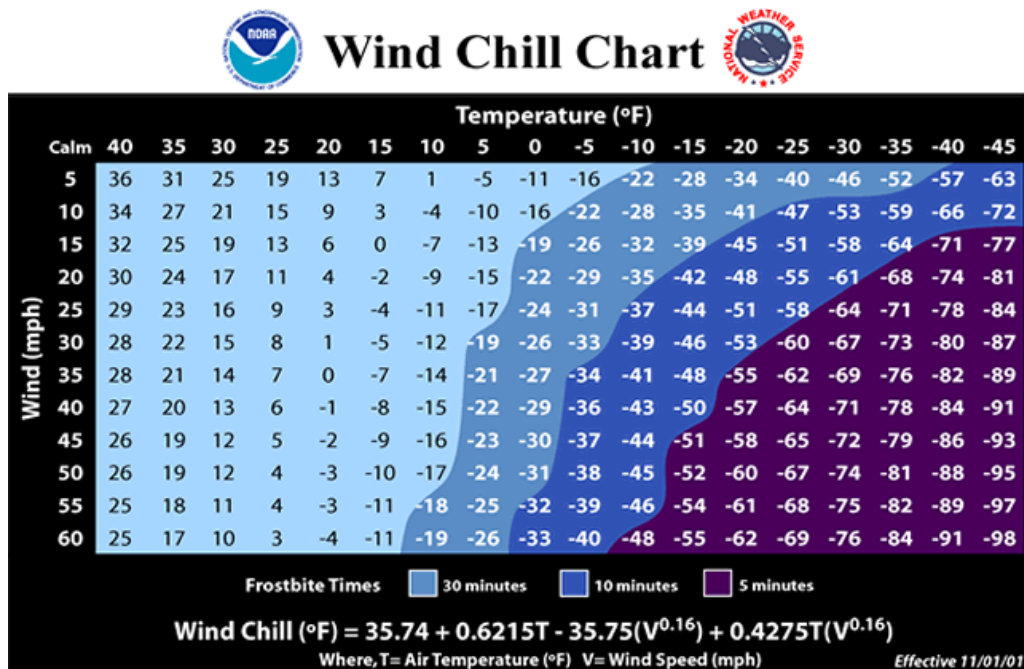 NOAA
NATIONAL WEATHER SERVICE
Wind Chill Chart
Temperature (ºF)
Calm 40 35 30 25 20 15 10 5 0 -5 -10 -15 -20 -25 -30 -35 -40 -45
Wind (mph)
5 36 31 25 19 13 7 1 -5 -11 -16 -22 -28 -34 -40 -46 -52 -57 -63
10 34 27 21 15 9 3 -4 -10 -16 -22 -28 -35 -41 -47 -53 -59 -66 -72
15 32 25 19 13 6 0 -7 -13 -19 -26 -32 -39 -45 -51 -58 -64 -71 -77
20 30 24 17 11 4 -2 -9 -15 -22 -29 -35 -42 -48 -55 -61 -68 -74 -81
25 29 23 16 9 3 -4 -11 -17 -24 -31 -37 -44 -51 -58 -64 -71 -78 -84
30 28 22 15 8 1 -5 -12 -19 -26 -33 -39 -46 -53 -60 -67 -73 -80 -87
35 28 21 14 7 0 -7 -14 -21 -27 -34 -41 -48 -55 -62 -69 -76 -82 -89
40 27 20 13 6 -1 -8 -15 -22 -29 -36 -43 -50 -57 -64 -71 -78 -84 -91
45 26 19 12 5 -2 -9 -16 -23 -30 -37 -44 -51 -58 -65 -72 -79 -86 -93
50 26 19 12 4 -3 -10 -17 -24 -31 -38 -45 -52 -60 -67 -74 -81 -88 -95
55 25 18 11 4 -3 -11 -18 -25 -32 -39 -46 -54 -61 -68 -75 -82 -89 -97
60 25 17 10 3 -4 -11 -19 -26 -33 -40 -48 -55 -62 -69 -76 -84 -91 -98
Frostbite Times 30 minutes 10 minutes 5 minutes
Wind Chill (ºF) = 35.74 + 0.6215T - 35.75(V^0.16) + 0.4275T(V^0.16)
Where, T= Air Temperature (ºF) V= Wind Speed (mph)
Effective 11/01/01